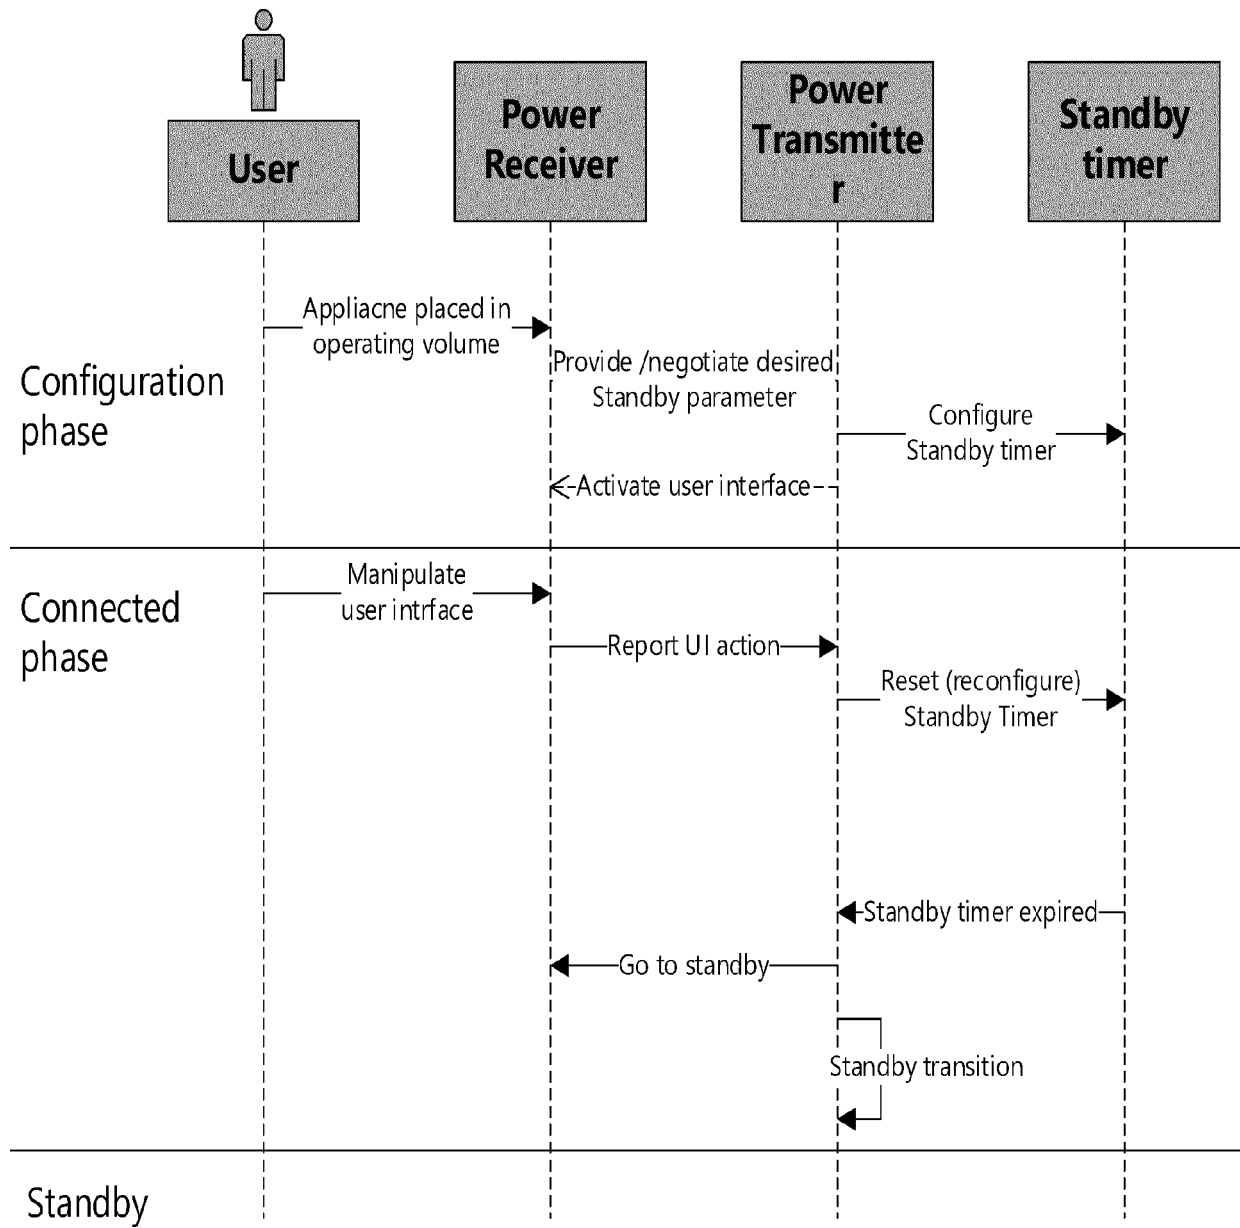 User
Power
Receiver
Power
Transmitte
r
Standby
timer
Appliacne placed in
operating volume
Configuration
phase
Provide /negotiate desired
Standby parameter
Configure
Standby timer
Activate user interface
Connected
phase
Manipulate
user intrface
Report UI action
Reset (reconfigure)
Standby Timer
Standby timer expired
Go to standby
Standby transition
Standby